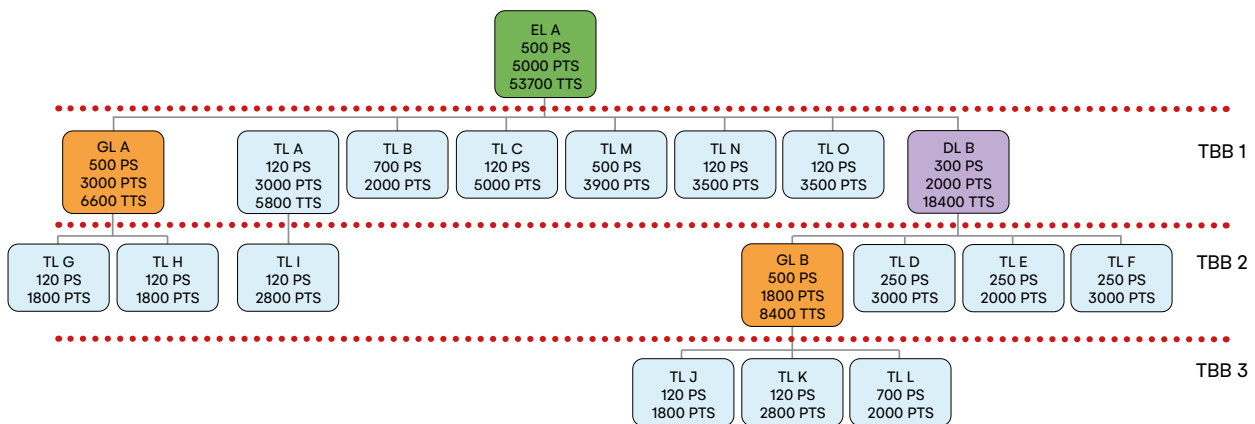 EL A
500 PS
5000 PTS
53700 TTS
GL A
500 PS
3000 PTS
6600 TTS
TL A
120 PS
3000 PTS
5800 TTS
TL B
700 PS
2000 PTS
TL C
120 PS
5000 PTS
TL M
500 PS
3900 PTS
TL N
120 PS
3500 PTS
TL O
120 PS
3500 PTS
DL B
300 PS
2000 PTS
18400 TTS
TBB 1
TL G
120 PS
1800 PTS
TL H
120 PS
1800 PTS
TL I
120 PS
2800 PTS
GL B
500 PS
1800 PTS
8400 TTS
TL D
250 PS
3000 PTS
TL E
250 PS
2000 PTS
TL F
250 PS
3000 PTS
TBB 2
TL J
120 PS
1800 PTS
TL K
120 PS
2800 PTS
TL L
700 PS
2000 PTS
TBB 3